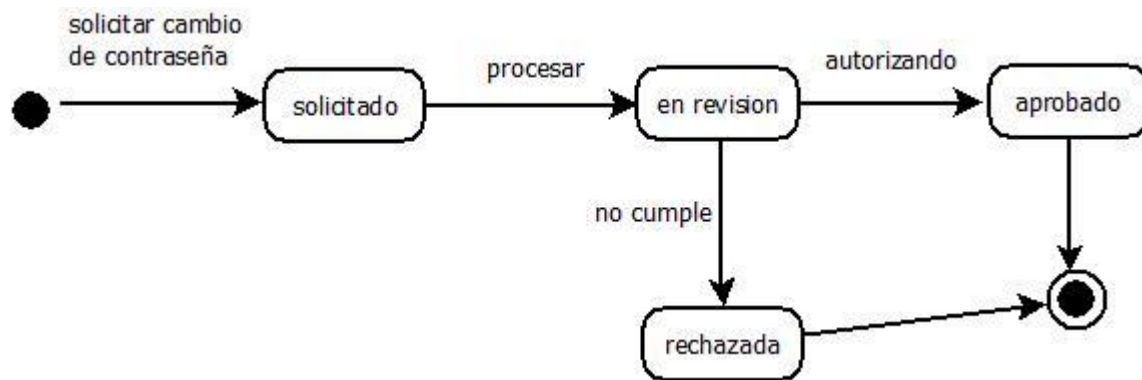 solicitar cambio
de contraseña
solicitado
procesar
en revision
autorizando
aprobado
no cumple
rechazada